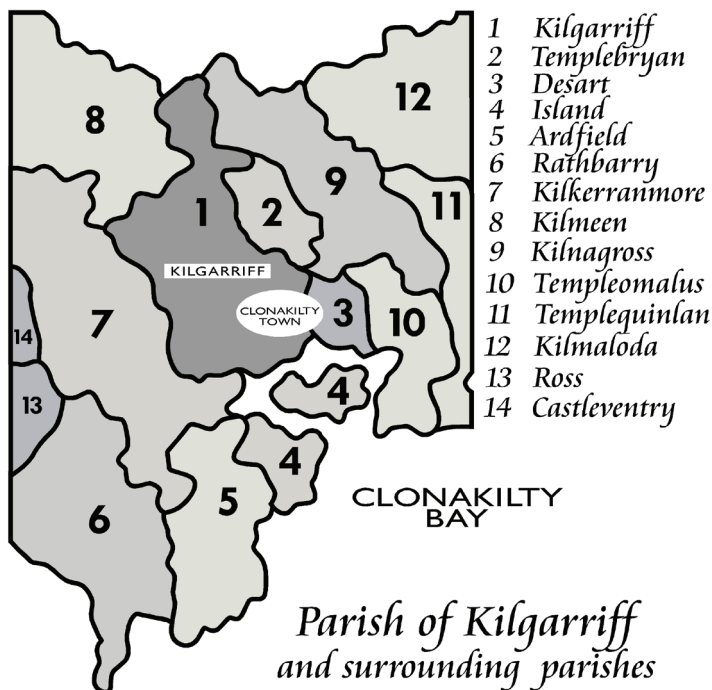 1 Kilgarriff
2 Templebryan
3 Desart
4 Island
5 Ardfield
6 Rathbarry
7 Kilkerranmore
8 Kilmeen
9 Kilnagross
10 Templeomalus
11 Templequinlan
12 Kilmaloda
13 Ross
14 Castleventry
12
8
9
11
1
2
KILGARRIFF
CLONAKILTY
TOWN
3
10
7
14
4
13
4
5
6
CLONAKILTY
BAY
Parish of Kilgarriff
and surrounding parishes